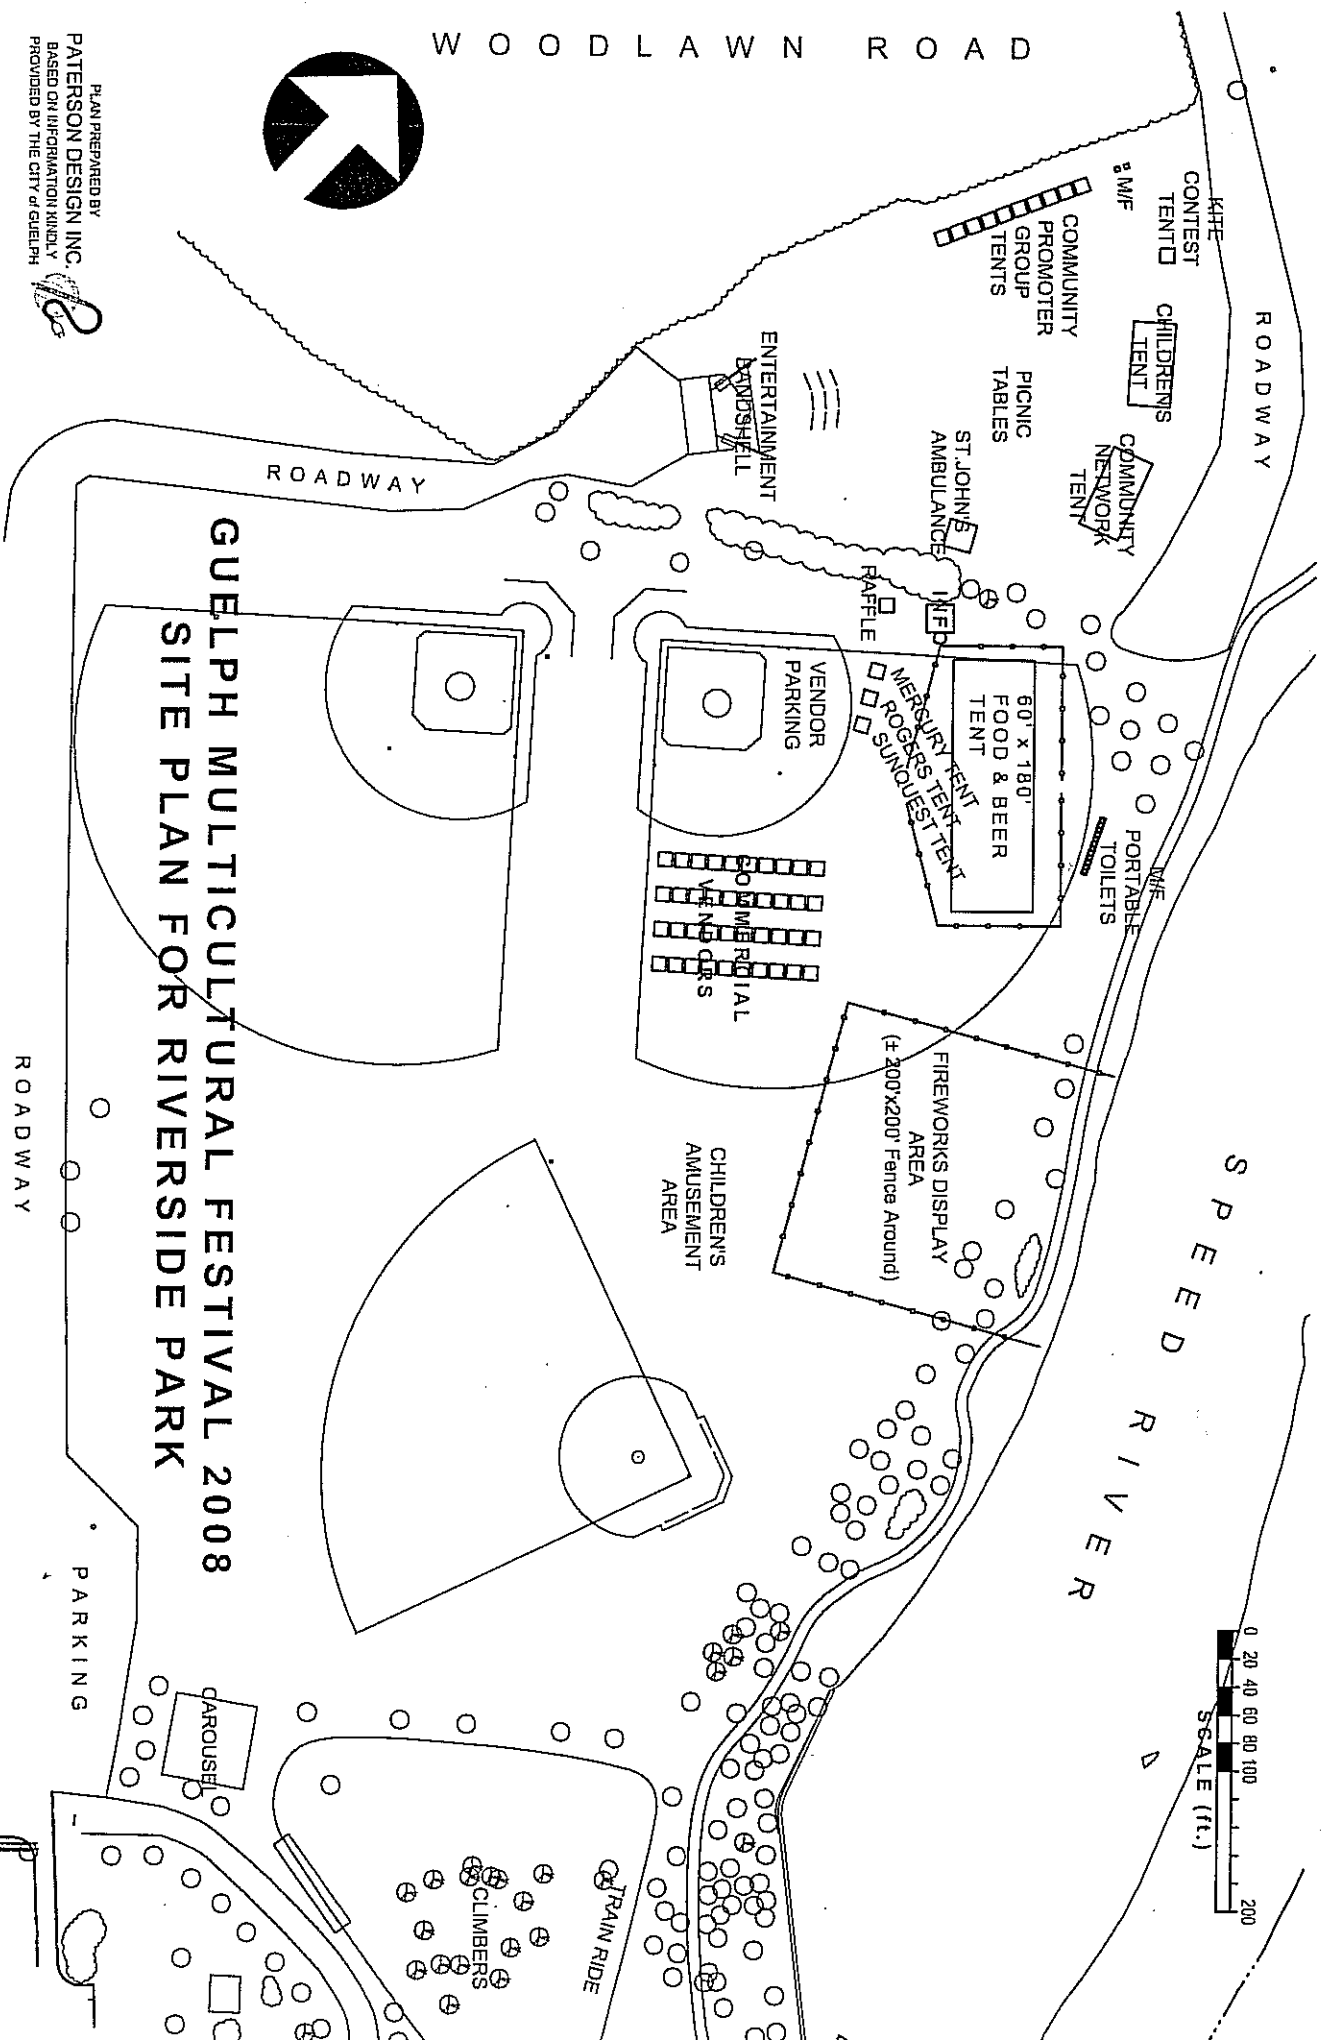 WOODLAWN ROAD
PLAN PREPARED BY
PATERSON DESIGN INC.
BASED ON INFORMATION KINDLY
PROVIDED BY THE CITY of GUELPH
KITE
CONTEST
TENT
M/F
COMMUNITY
PROMOTER
GROUP
TENTS
CHILDREN'S
TENT
ROADWAY
PICNIC
TABLES
COMMUNITY
NETWORK
TENT
ST.JOHN'S
AMBULANCE
ENTERTAINMENT
BANDSHELL
ROADWAY
RAFFLE
INFO
VENDOR
PARKING
MERCURY TENT
ROGERS TENT
SUNQUEST TENT
60' x 180'
FOOD & BEER
TENT
M/F
PORTABLE
TOILETS
COMMERCIAL
VENDORS
FIREWORKS DISPLAY
AREA
(± 200'x200' Fence Around)
CHILDREN'S
AMUSEMENT
AREA
SPEED RIVER
GUELPH MULTICULTURAL FESTIVAL 2008
SITE PLAN FOR RIVERSIDE PARK
ROADWAY
PARKING
CAROUSEL
CLIMBERS
TRAIN RIDE
0 20 40 60 80 100 200
SCALE (ft.)